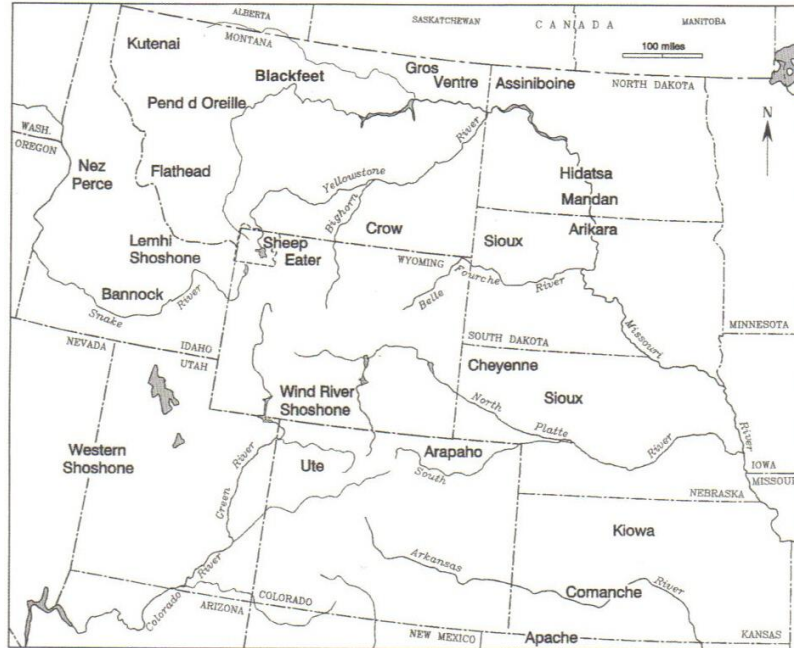 ALBERTA
SASKATCHEWAN
CANADA
MANITOBA
Kutenai
MONTANA
100 miles
Blackfeet
Gros
Ventre
Assiniboine
NORTH DAKOTA
Pend d Oreille
N
WASH.
OREGON
River
Nez
Perce
Flathead
Yellowstone
Hidatsa
Bighorn
Mandan
Crow
Arikara
Lemhi
Shoshone
Sheep
Eater
Sioux
WYOMING
Fourche
River
Belle
Bannock
River
Snake
Missouri
NEVADA
IDAHO
UTAH
SOUTH DAKOTA
MINNESOTA
Cheyenne
Wind River
Shoshone
Sioux
North
Platte
River
River
Western
Shoshone
River
Green
Ute
Arapaho
South
IOWA
MISSOURI
NEBRASKA
Kiowa
Arkansas
River
Comanche
Colorado
River
ARIZONA
COLORADO
NEW MEXICO
Apache
KANSAS